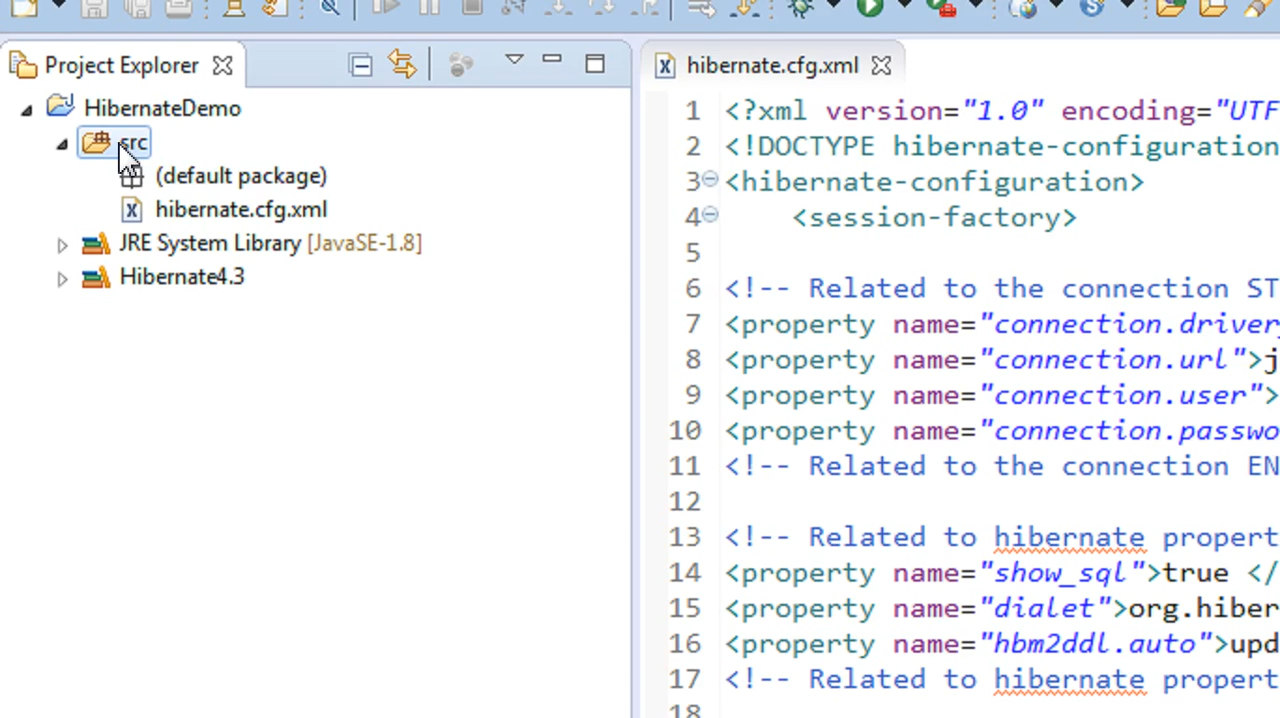 Project Explorer
HibernateDemo
src
(default package)
hibernate.cfg.xml
JRE System Library [JavaSE-1.8]
Hibernate4.3
hibernate.cfg.xml
1 <?xml version="1.0" encoding="UTF
2 <!DOCTYPE hibernate-configuration
3 <hibernate-configuration>
4 <session-factory>
5
6 <!-- Related to the connection ST
7 <property name="connection.driver_
8 <property name="connection.url">j
9 <property name="connection.user">
10 <property name="connection.passwo
11 <!-- Related to the connection EN
12
13 <!-- Related to hibernate propert
14 <property name="show_sql">true </
15 <property name="dialet">org.hiber
16 <property name="hbm2ddl.auto">upd
17 <!-- Related to hibernate propert
18